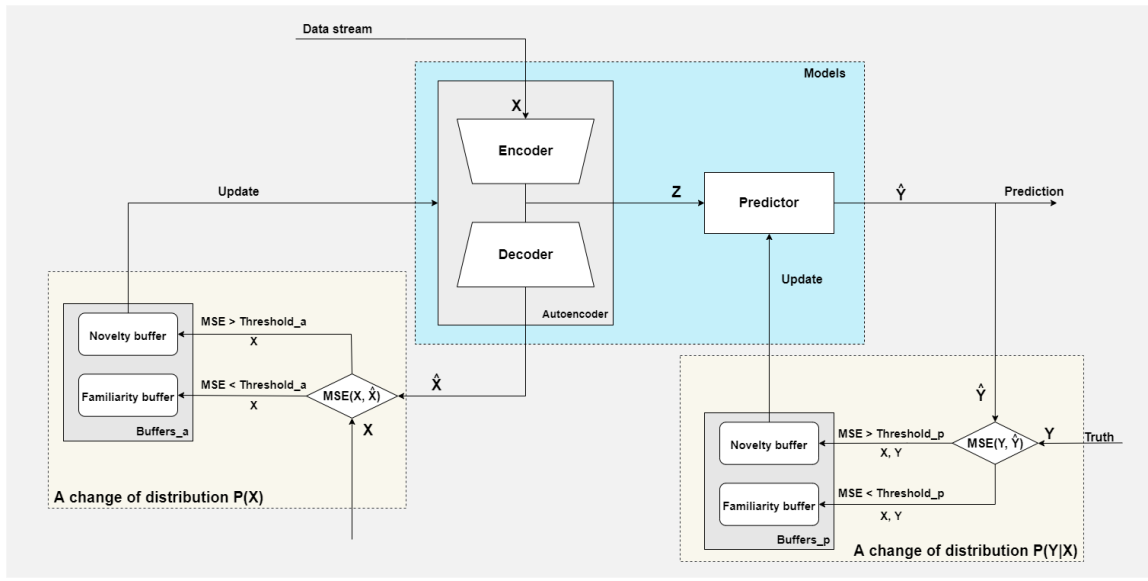 Data stream
Models
X
Encoder
Update
Z
Predictor
Ŷ
Prediction
Decoder
Update
Autoencoder
Novelty buffer
MSE > Threshold_a
X
Familiarity buffer
MSE < Threshold_a
X
MSE(X, X̂)
X̂
X
Buffers_a
A change of distribution P(X)
Ŷ
Novelty buffer
MSE > Threshold_p
X, Y
MSE(Y, Ŷ)
Y
Truth
Familiarity buffer
MSE < Threshold_p
X, Y
Buffers_p
A change of distribution P(Y|X)